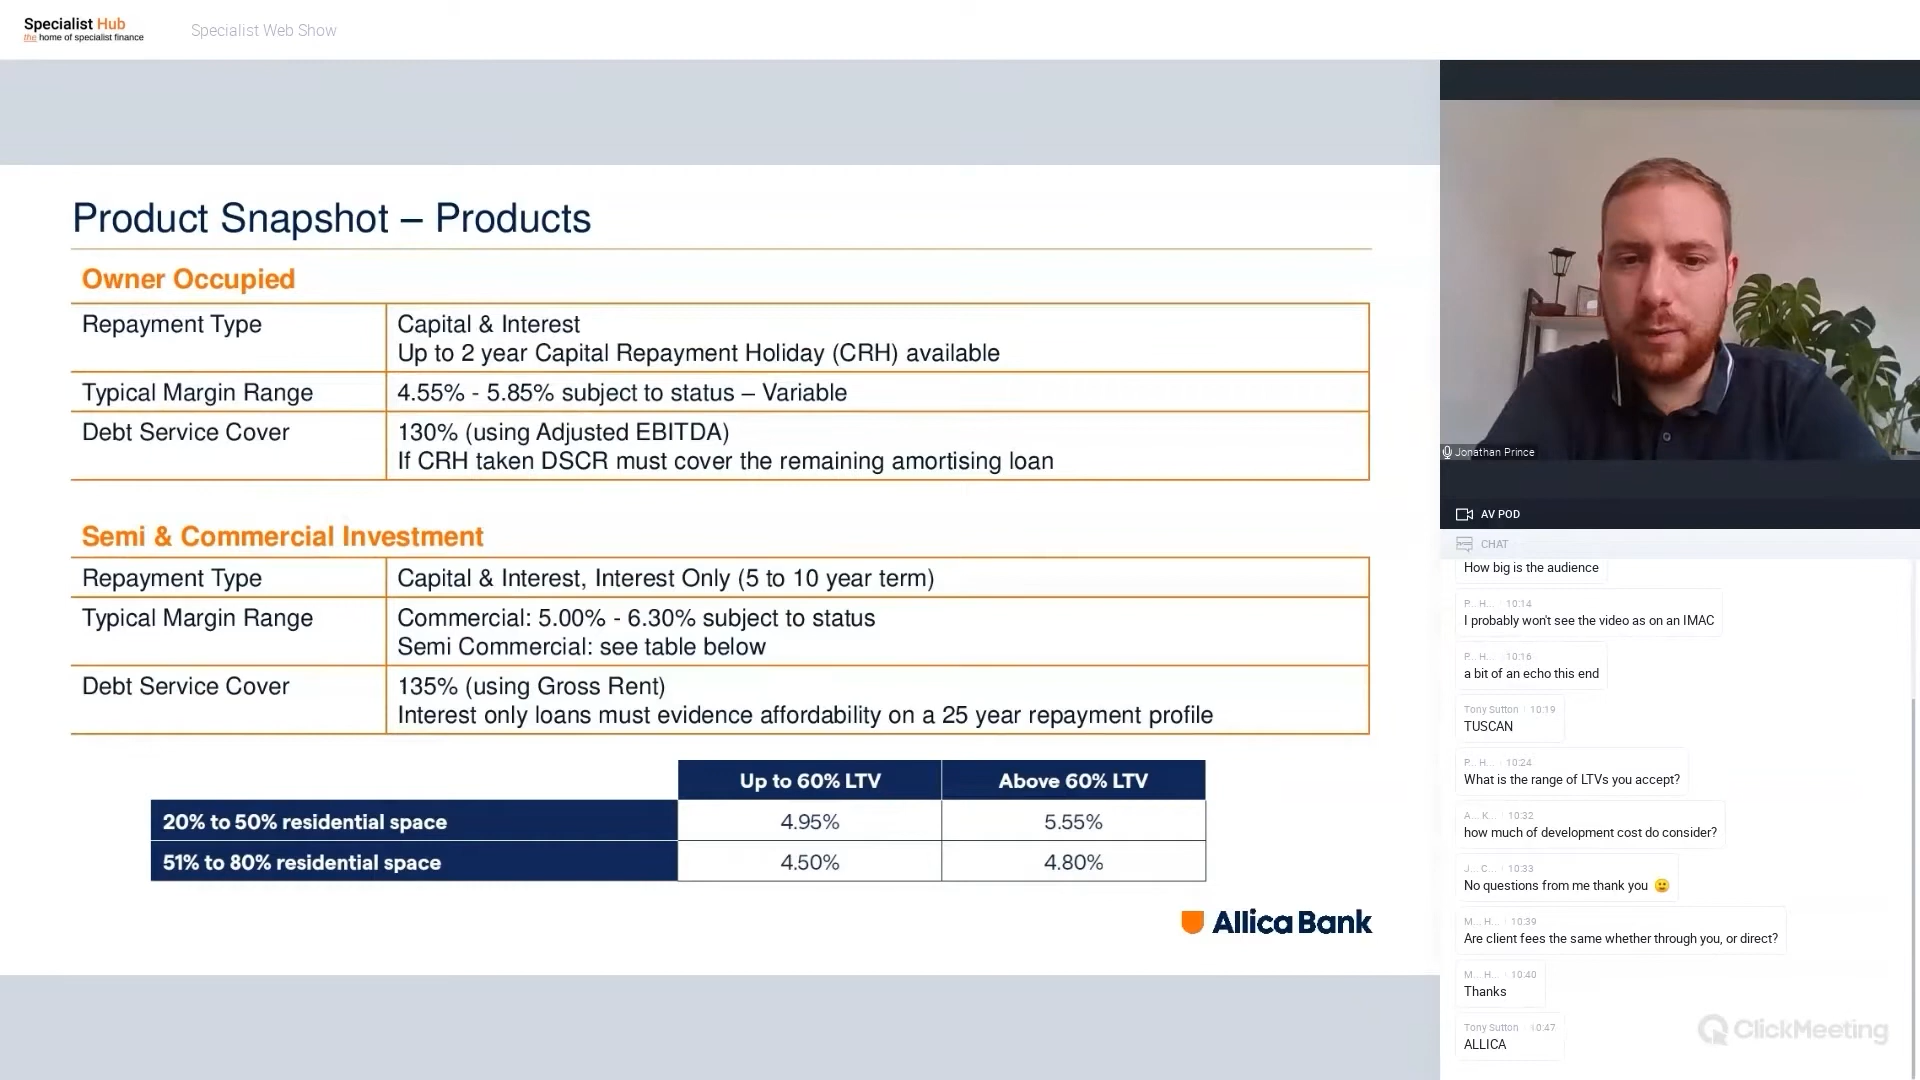 Specialist Hub
the home of specialist finance
Specialist Web Show
Product Snapshot – Products
Owner Occupied
Repayment Type
Capital & Interest
Up to 2 year Capital Repayment Holiday (CRH) available
Typical Margin Range
4.55% - 5.85% subject to status – Variable
Debt Service Cover
130% (using Adjusted EBITDA)
If CRH taken DSCR must cover the remaining amortising loan
Semi & Commercial Investment
Repayment Type
Capital & Interest, Interest Only (5 to 10 year term)
Typical Margin Range
Commercial: 5.00% - 6.30% subject to status
Semi Commercial: see table below
Debt Service Cover
135% (using Gross Rent)
Interest only loans must evidence affordability on a 25 year repayment profile
Up to 60% LTV Above 60% LTV
20% to 50% residential space 4.95% 5.55%
51% to 80% residential space 4.50% 4.80%
Allica Bank
Jonathan Prince
AV POD
CHAT
How big is the audience
P... H... 10:14
I probably won't see the video as on an IMAC
P... H... 10:16
a bit of an echo this end
Tony Sutton 10:19
TUSCAN
P... H... 10:24
What is the range of LTVs you accept?
A... K... 10:32
how much of development cost do consider?
J... C... 10:33
No questions from me thank you
M... H... 10:39
Are client fees the same whether through you, or direct?
M... H... 10:40
Thanks
Tony Sutton 10:47
ALLICA
ClickMeeting